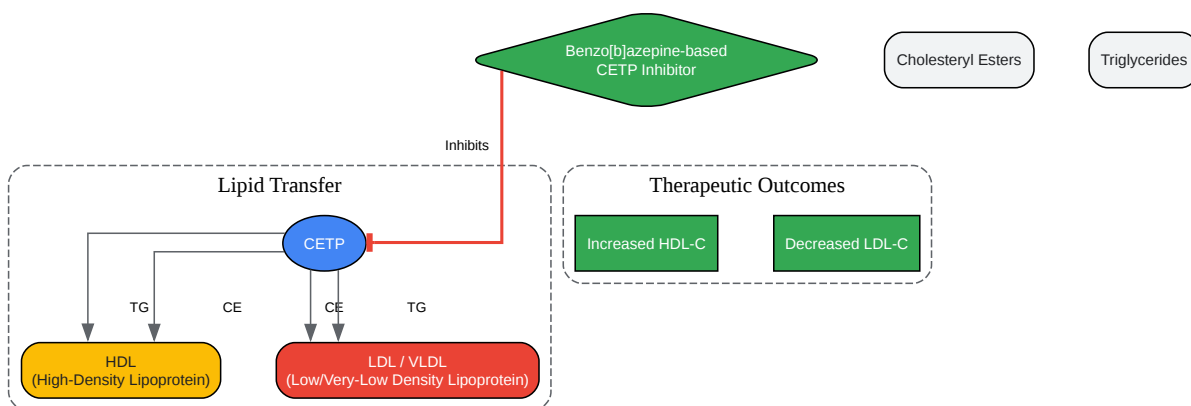 Benzo[b]azepine-based
CETP Inhibitor
Cholesteryl Esters
Triglycerides
Inhibits
Lipid Transfer
Therapeutic Outcomes
CETP
Increased HDL-C
Decreased LDL-C
TG
CE
CE
TG
HDL
(High-Density Lipoprotein)
LDL / VLDL
(Low/Very-Low Density Lipoprotein)